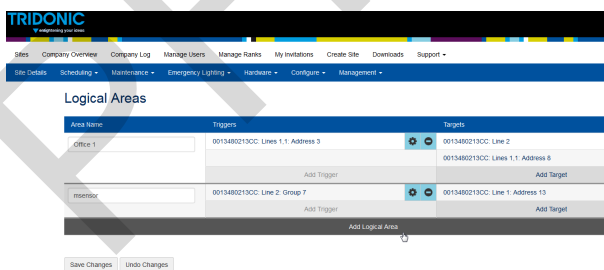 TRIDONIC
enlightening your ideas
Sites Company Overview Company Log Manage Users Manage Ranks My Invitations Create Site Downloads Support
Site Details Scheduling Maintenance Emergency Lighting Hardware Configure Management
Logical Areas
Area Name Triggers Targets
Office 1 0013480213CC: Lines 1,1: Address 3 0013480213CC: Line 2
0013480213CC: Lines 1,1: Address 8
Add Trigger Add Target
msensor 0013480213CC: Line 2: Group 7 0013480213CC: Line 1: Address 13
Add Trigger Add Target
Add Logical Area
Save Changes Undo Changes